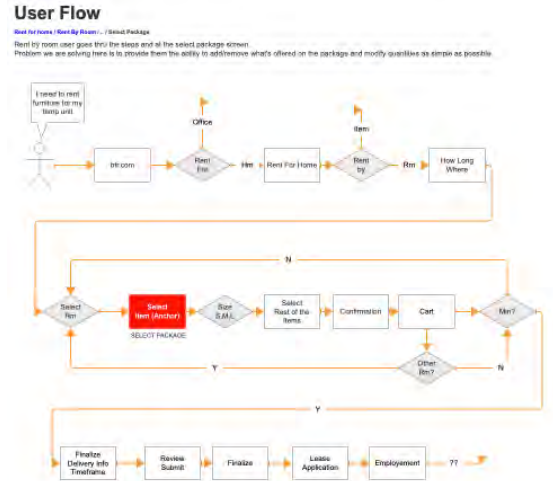 User Flow
Rent for home / Rent By Room /... / Select Package
Rent by room user goes thru the steps and at the select package screen.
Problem we are solving here is to provide them the ability to add/remove what's offered on the package and modify quantities as simple as possible.
I need to rent
furniture for my
temp unit
Office
Item
Rent
Hm
Rent For Home
Rent
by
Rm
How Long
Where
N
Select
Rm
Select
Item (Anchor)
SELECT PACKAGE
Size
S,M,L
Select
Rest of the
Items
Confirmation
Cart
Min?
Other
Rm?
Y
N
Y
Finalize
Delivery Info
Timeframe
Review
Submit
Finalize
Lease
Application
Employement
??